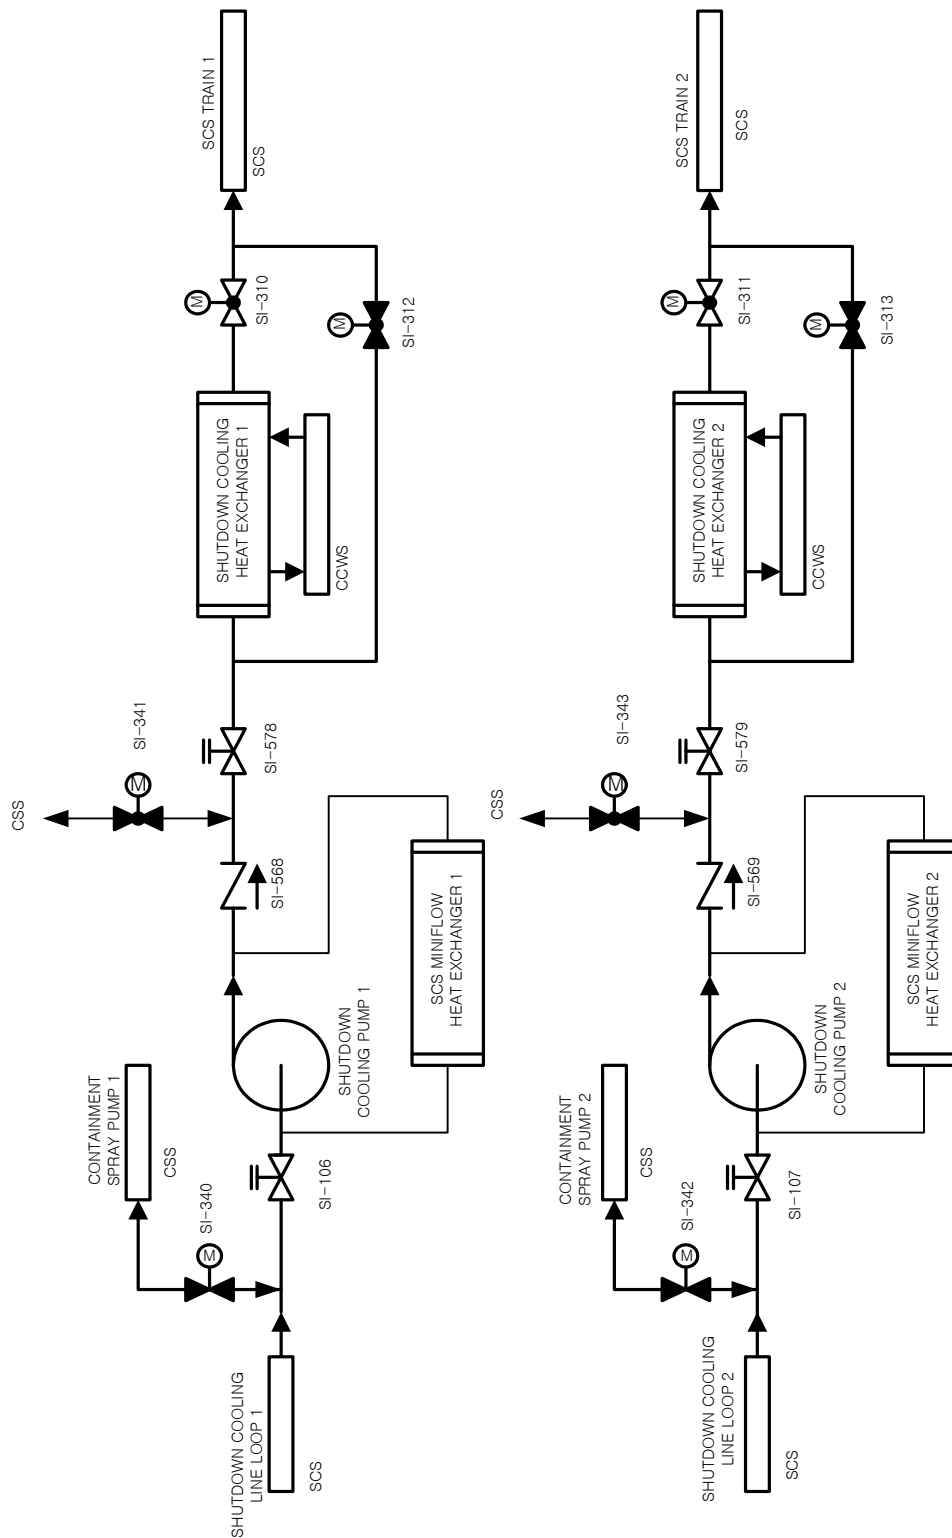 SHUTDOWN COOLING
LINE LOOP 1
SCS
CONTAINMENT
SPRAY PUMP 1
CSS
SI-340
M
SI-106
SHUTDOWN
COOLING PUMP 1
SCS MINIFLOW
HEAT EXCHANGER 1
SI-568
CSS
SI-341
M
SI-578
SHUTDOWN COOLING
HEAT EXCHANGER 1
CCWS
M
SI-310
M
SI-312
SCS TRAIN 1
SCS
SHUTDOWN COOLING
LINE LOOP 2
SCS
CONTAINMENT
SPRAY PUMP 2
CSS
SI-342
M
SI-107
SHUTDOWN
COOLING PUMP 2
SCS MINIFLOW
HEAT EXCHANGER 2
SI-569
CSS
SI-343
M
SI-579
SHUTDOWN COOLING
HEAT EXCHANGER 2
CCWS
M
SI-311
M
SI-313
SCS TRAIN 2
SCS